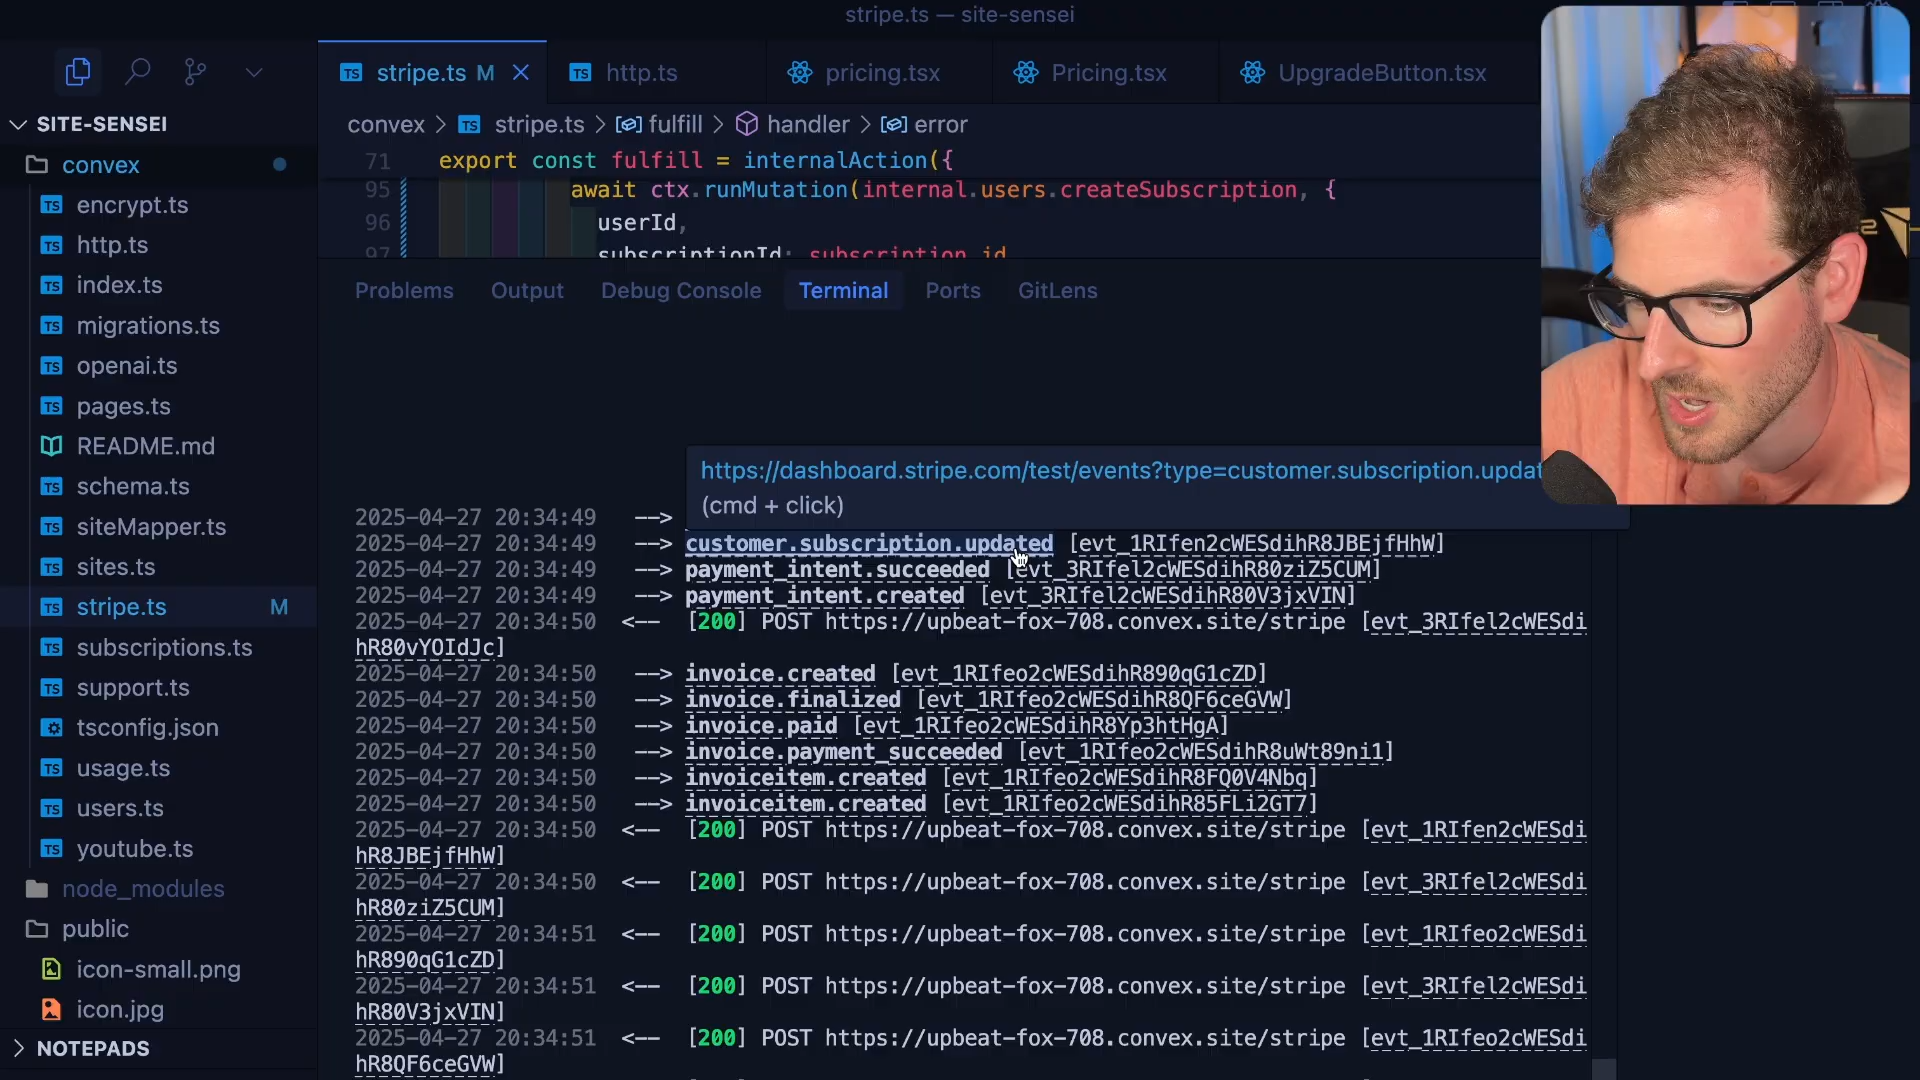 stripe.ts — site-sensei
stripe.ts M
http.ts
pricing.tsx
Pricing.tsx
UpgradeButton.tsx
SITE-SENSEI
convex
encrypt.ts
http.ts
index.ts
migrations.ts
openai.ts
pages.ts
README.md
schema.ts
siteMapper.ts
sites.ts
stripe.ts M
subscriptions.ts
support.ts
tsconfig.json
usage.ts
users.ts
youtube.ts
node_modules
public
icon-small.png
icon.jpg
NOTEPADS
convex > stripe.ts > fulfill > handler > error
71 export const fulfill = internalAction({
95 await ctx.runMutation(internal.users.createSubscription, {
96 userId,
97 subscriptionId: subscription.id
Problems Output Debug Console Terminal Ports GitLens
https://dashboard.stripe.com/test/events?type=customer.subscription.updat
(cmd + click)
2025-04-27 20:34:49 -->
2025-04-27 20:34:49 --> customer.subscription.updated [evt_1RIfen2cWESdihR8JBEjfHhW]
2025-04-27 20:34:49 --> payment_intent.succeeded [evt_3RIfel2cWESdihR80ziZ5CUM]
2025-04-27 20:34:49 --> payment_intent.created [evt_3RIfel2cWESdihR80V3jxVIN]
2025-04-27 20:34:50 <-- [200] POST https://upbeat-fox-708.convex.site/stripe [evt_3RIfel2cWESdi
hR80vYOIdJc]
2025-04-27 20:34:50 --> invoice.created [evt_1RIfeo2cWESdihR890qG1cZD]
2025-04-27 20:34:50 --> invoice.finalized [evt_1RIfeo2cWESdihR8QF6ceGVW]
2025-04-27 20:34:50 --> invoice.paid [evt_1RIfeo2cWESdihR8Yp3htHgA]
2025-04-27 20:34:50 --> invoice.payment_succeeded [evt_1RIfeo2cWESdihR8uWt89ni1]
2025-04-27 20:34:50 --> invoiceitem.created [evt_1RIfeo2cWESdihR8FQ0V4Nbq]
2025-04-27 20:34:50 --> invoiceitem.created [evt_1RIfeo2cWESdihR85FLi2GT7]
2025-04-27 20:34:50 <-- [200] POST https://upbeat-fox-708.convex.site/stripe [evt_1RIfen2cWESdi
hR8JBEjfHhW]
2025-04-27 20:34:50 <-- [200] POST https://upbeat-fox-708.convex.site/stripe [evt_3RIfel2cWESdi
hR80ziZ5CUM]
2025-04-27 20:34:51 <-- [200] POST https://upbeat-fox-708.convex.site/stripe [evt_1RIfeo2cWESdi
hR890qG1cZD]
2025-04-27 20:34:51 <-- [200] POST https://upbeat-fox-708.convex.site/stripe [evt_3RIfel2cWESdi
hR80V3jxVIN]
2025-04-27 20:34:51 <-- [200] POST https://upbeat-fox-708.convex.site/stripe [evt_1RIfeo2cWESdi
hR8QF6ceGVW]